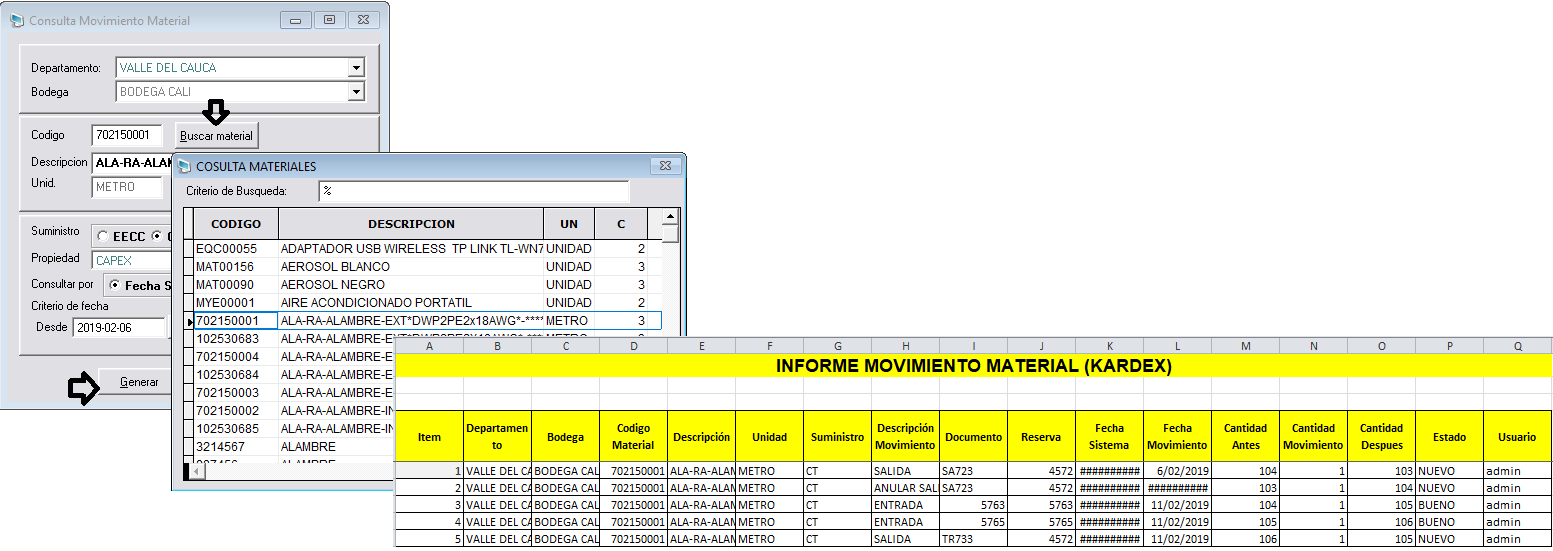 Consulta Movimiento Material
Departamento: VALLE DEL CAUCA
Bodega BODEGA CALI
Codigo 702150001 Buscar material
Descripcion ALA-RA-ALAM
Unid. METRO
Suministro EECC
Propiedad CAPEX
Consultar por Fecha S
Criterio de fecha
Desde 2019-02-06
Generar
COSULTA MATERIALES
Criterio de Busqueda: %
CODIGO DESCRIPCION UN C
EQC00055 ADAPTADOR USB WIRELESS TP LINK TL-WN7 UNIDAD 2
MAT00156 AEROSOL BLANCO UNIDAD 3
MAT00090 AEROSOL NEGRO UNIDAD 3
MYE00001 AIRE ACONDICIONADO PORTATIL UNIDAD 2
702150001 ALA-RA-ALAMBRE-EXT*DWP2PE2x18AWG*-**** METRO 3
102530683
702150004 ALA-RA-ALAMBRE-E
102530684 ALA-RA-ALAMBRE-E
702150003 ALA-RA-ALAMBRE-E
702150002 ALA-RA-ALAMBRE-IN
102530685 ALA-RA-ALAMBRE-IN
3214567 ALAMBRE
A B C D E F G H I J K L M N O P Q
INFORME MOVIMIENTO MATERIAL (KARDEX)
Item Departamento Bodega Codigo Material Descripción Unidad Suministro Descripción Movimiento Documento Reserva Fecha Sistema Fecha Movimiento Cantidad Antes Cantidad Movimiento Cantidad Despues Estado Usuario
1 VALLE DEL CA BODEGA CAL 702150001 ALA-RA-ALAM METRO CT SALIDA SA723 4572 ########## 6/02/2019 104 1 103 NUEVO admin
2 VALLE DEL CA BODEGA CAL 702150001 ALA-RA-ALAM METRO CT ANULAR SALI SA723 4572 ########## ########## 103 1 104 NUEVO admin
3 VALLE DEL CA BODEGA CAL 702150001 ALA-RA-ALAM METRO CT ENTRADA 5763 5763 ########## 11/02/2019 104 1 105 BUENO admin
4 VALLE DEL CA BODEGA CAL 702150001 ALA-RA-ALAM METRO CT ENTRADA 5765 5765 ########## 11/02/2019 105 1 106 BUENO admin
5 VALLE DEL CA BODEGA CAL 702150001 ALA-RA-ALAM METRO CT SALIDA TR733 4572 ########## 11/02/2019 106 1 105 NUEVO admin